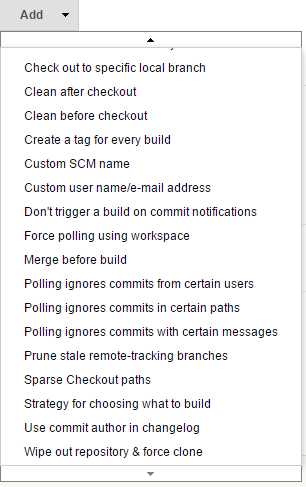 Add
Check out to specific local branch
Clean after checkout
Clean before checkout
Create a tag for every build
Custom SCM name
Custom user name/e-mail address
Don't trigger a build on commit notifications
Force polling using workspace
Merge before build
Polling ignores commits from certain users
Polling ignores commits in certain paths
Polling ignores commits with certain messages
Prune stale remote-tracking branches
Sparse Checkout paths
Strategy for choosing what to build
Use commit author in changelog
Wipe out repository & force clone